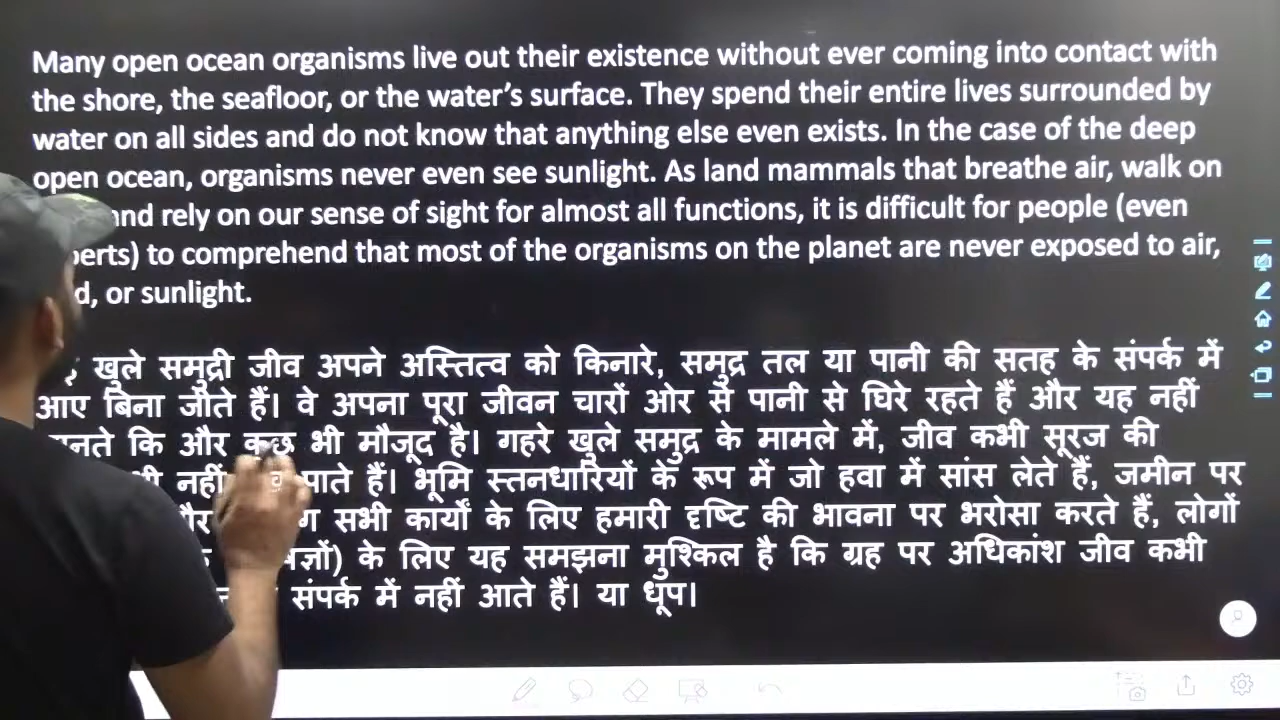 Many open ocean organisms live out their existence without ever coming into contact with
the shore, the seafloor, or the water's surface. They spend their entire lives surrounded by
water on all sides and do not know that anything else even exists. In the case of the deep
open ocean, organisms never even see sunlight. As land mammals that breathe air, walk on
and rely on our sense of sight for almost all functions, it is difficult for people (even
to comprehend that most of the organisms on the planet are never exposed to air,
or sunlight.
खुले समुद्री जीव अपने अस्तित्व को किनारे, समुद्र तल या पानी की सतह के संपर्क में
आए बिना जीते हैं। वे अपना पूरा जीवन चारों ओर से पानी से घिरे रहते हैं और यह नहीं
कि और कुछ भी मौजूद है। गहरे खुले समुद्र के मामले में, जीव कभी सूरज की
नहीं पाते हैं। भूमि स्तनधारियों के रूप में जो हवा में सांस लेते हैं, जमीन पर
सभी कार्यों के लिए हमारी दृष्टि की भावना पर भरोसा करते हैं, लोगों
के लिए यह समझना मुश्किल है कि ग्रह पर अधिकांश जीव कभी
संपर्क में नहीं आते हैं। या धूप।